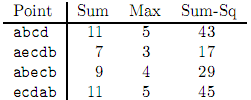 Point Sum Max Sum-Sq
abcd 11 5 43
aecdb 7 3 17
abecb 9 4 29
ecdab 11 5 45